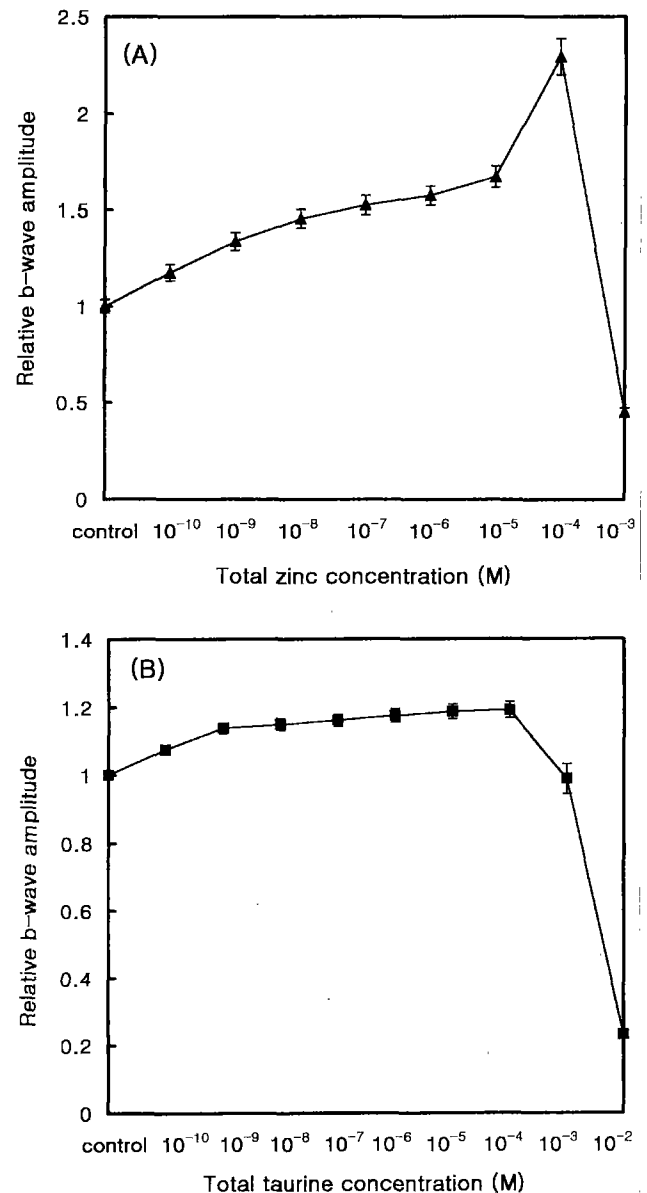 (A)
2.5
2
1.5
1
0.5
0
Relative b-wave amplitude
control 10⁻¹⁰ 10⁻⁹ 10⁻⁸ 10⁻⁷ 10⁻⁶ 10⁻⁵ 10⁻⁴ 10⁻³
Total zinc concentration (M)
(B)
1.4
1.2
1
0.8
0.6
0.4
0.2
0
Relative b-wave amplitude
control 10⁻¹⁰ 10⁻⁹ 10⁻⁸ 10⁻⁷ 10⁻⁶ 10⁻⁵ 10⁻⁴ 10⁻³ 10⁻²
Total taurine concentration (M)